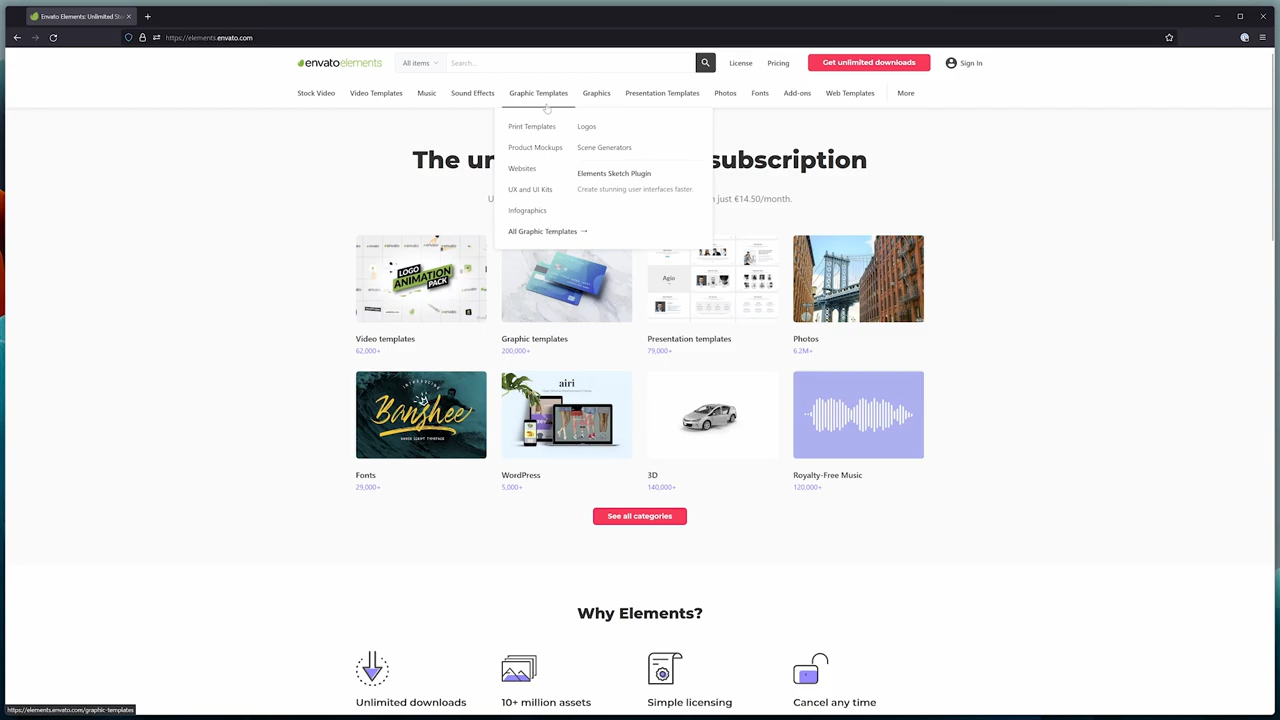 Envato Elements: Unlimited St
https://elements.envato.com
envatoelements
All items
Search...
License
Pricing
Get unlimited downloads
Sign In
Stock Video
Video Templates
Music
Sound Effects
Graphic Templates
Graphics
Presentation Templates
Photos
Fonts
Add-ons
Web Templates
More
Print Templates
Logos
Product Mockups
Scene Generators
Websites
Elements Sketch Plugin
UX and UI Kits
Create stunning user interfaces faster.
Infographics
All Graphic Templates →
The un
subscription
U
just €14.50/month.
LOGO
ANIMATION
PACK
Agio
Video templates
62,000+
Graphic templates
200,000+
Presentation templates
79,000+
Photos
6.2M+
INTRODUCING
Banshee
airi
Fonts
29,000+
WordPress
5,000+
3D
140,000+
Royalty-Free Music
120,000+
See all categories
Why Elements?
Unlimited downloads
10+ million assets
Simple licensing
Cancel any time
https://elements.envato.com/graphic-templates